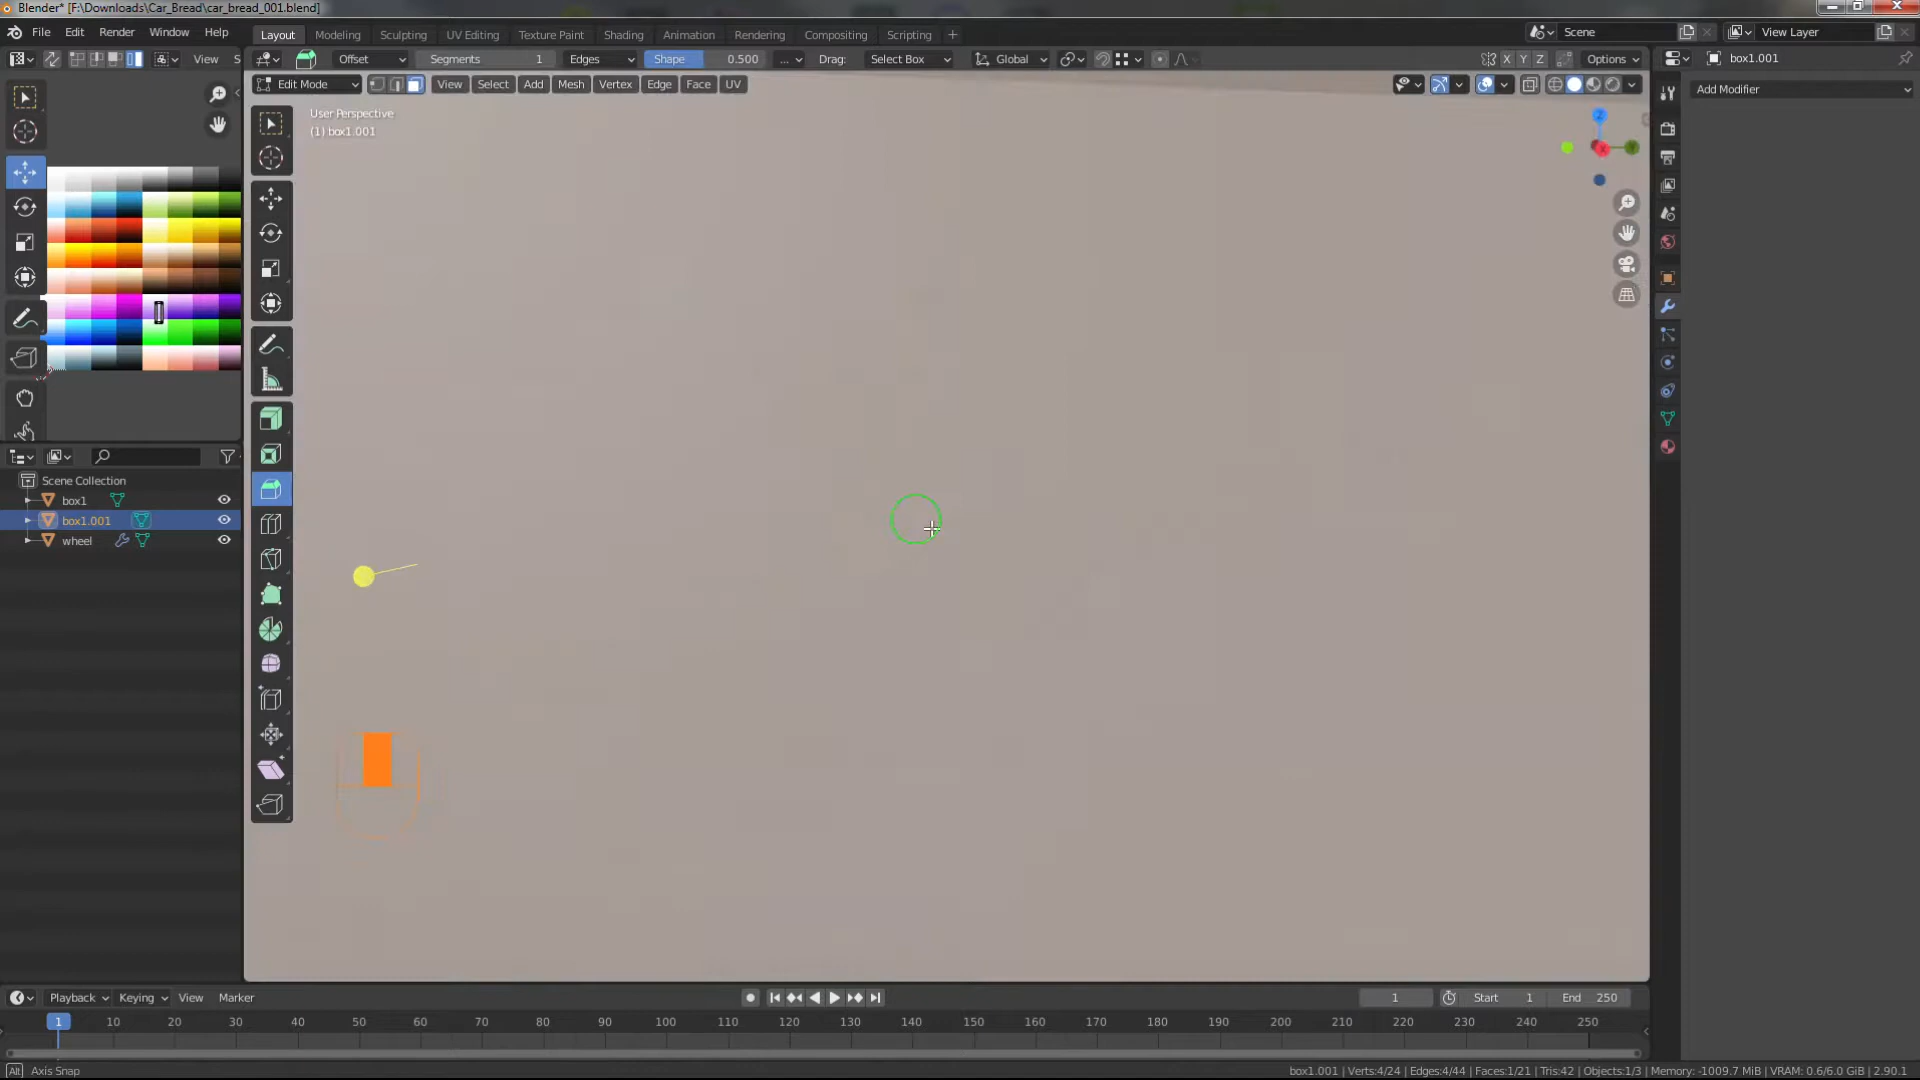 Blender* [F:\Downloads\Car_Bread\car_bread_001.blend]
File Edit Render Window Help
Layout Modeling Sculpting UV Editing Texture Paint Shading Animation Rendering Compositing Scripting
Scene
View Layer
View S
Offset Segments 1 Edges Shape 0.500 ... Drag: Select Box Global X Y Z Options
box1.001
Edit Mode View Select Add Mesh Vertex Edge Face UV
Add Modifier
User Perspective
(1) box1.001
Z
Y
X
Scene Collection
box1
box1.001
wheel
Playback Keying View Marker
1 Start 1 End 250
1 10 20 30 40 50 60 70 80 90 100 110 120 130 140 150 160 170 180 190 200 210 220 230 240 250
Alt Axis Snap
box1.001 | Verts:4/24 | Edges:4/44 | Faces:1/21 | Tris:42 | Objects:1/3 | Memory: -1009.7 MiB | VRAM: 0.6/6.0 GiB | 2.90.1